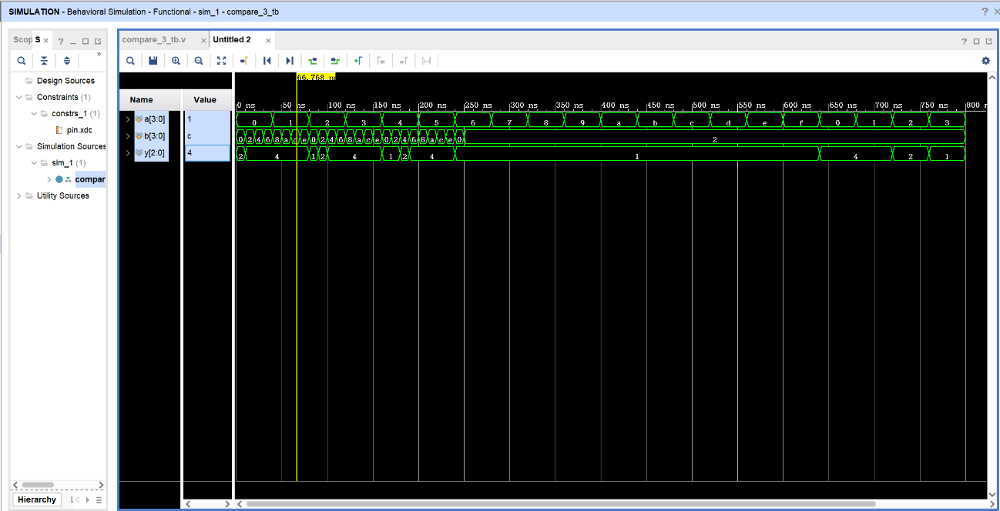 SIMULATION - Behavioral Simulation - Functional - sim_1 - compare_3_tb
Scop S × ?
compare_3_tb.v × Untitled 2 ×
»
Design Sources
Constraints (1)
constrs_1 (1)
pin.xdc
Simulation Sources
sim_1 (1)
compar
Utility Sources
Hierarchy
Name Value
a[3:0] 1
b[3:0] c
y[2:0] 4
66.768 ns
0 ns 50 ns 100 ns 150 ns 200 ns 250 ns 300 ns 350 ns 400 ns 450 ns 500 ns 550 ns 600 ns 650 ns 700 ns 750 ns 800 n
0 1 2 3 4 5 6 7 8 9 a b c d e f 0 1 2 3
0 2 4 6 8 a c e 0 2 4 6 8 a c e 0 2 4 6 8 a c e 0 2
2 4 1 2 4 1 2 4 1 4 2 1